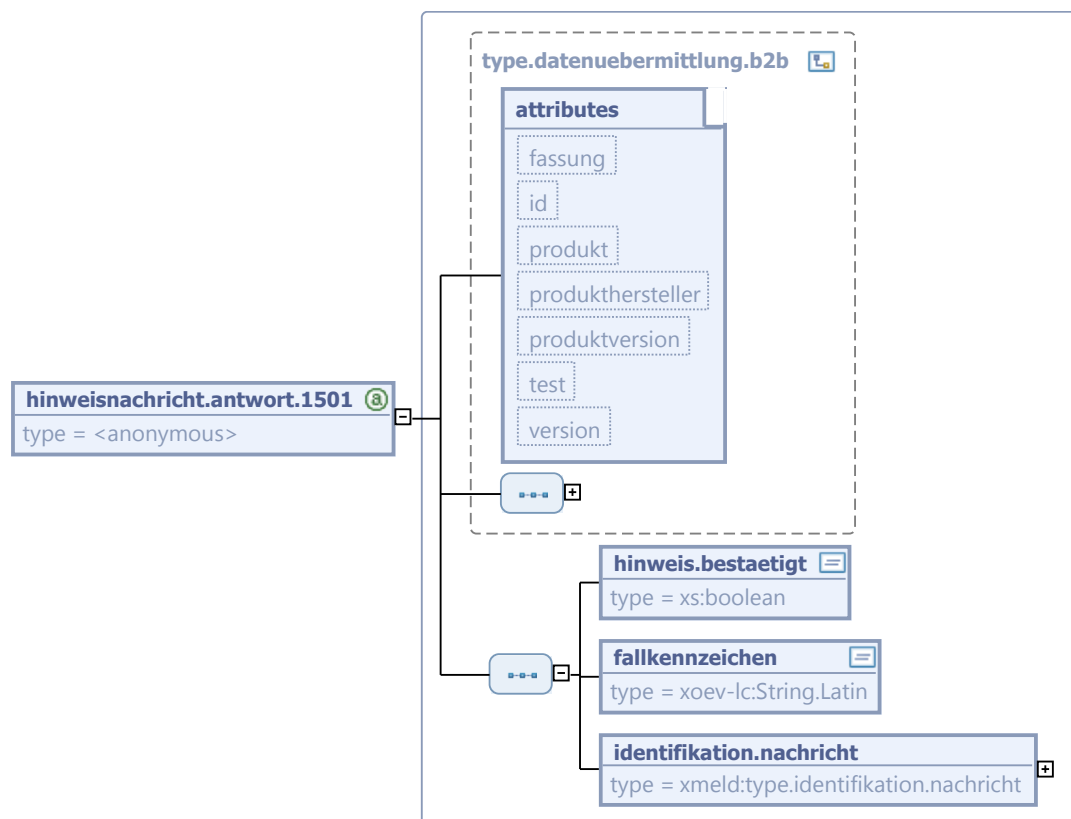 type.datenuebermittlung.b2b
attributes
fassung
id
produkt
produkthersteller
produktversion
test
version
hinweisnachricht.antwort.1501
type = <anonymous>
hinweis.bestaetigt
type = xs:boolean
fallkennzeichen
type = xoev-lc:String.Latin
identifikation.nachricht
type = xmeld:type.identifikation.nachricht